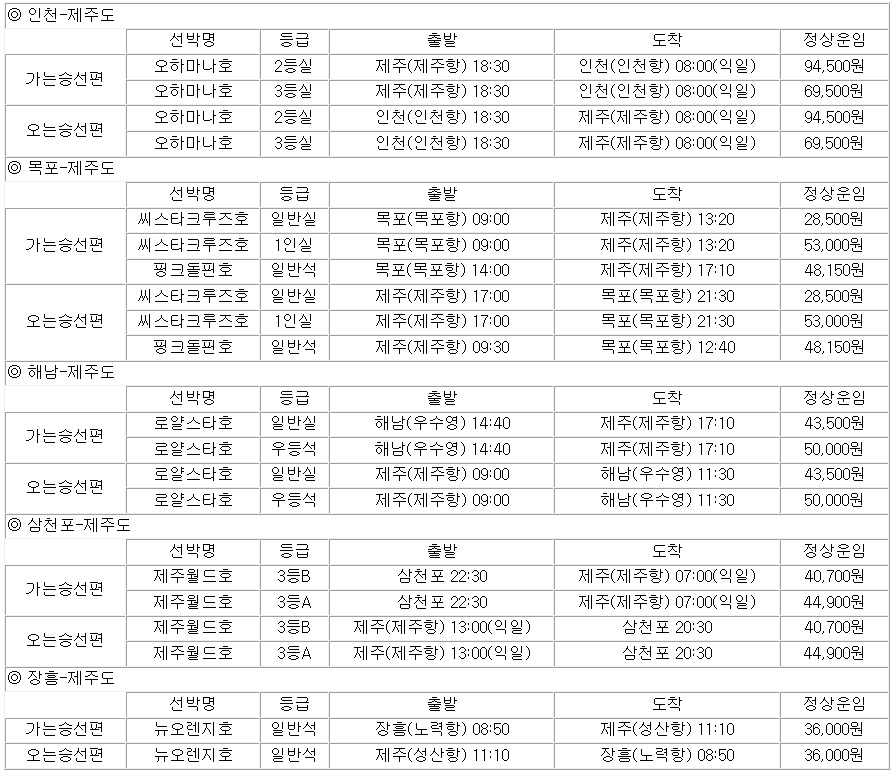 ◎ 인천-제주도
선박명 등급 출발 도착 정상운임
가는승선편 오하마나호 2등실 제주(제주항) 18:30 인천(인천항) 08:00(익일) 94,500원
오하마나호 3등실 제주(제주항) 18:30 인천(인천항) 08:00(익일) 69,500원
오는승선편 오하마나호 2등실 인천(인천항) 18:30 제주(제주항) 08:00(익일) 94,500원
오하마나호 3등실 인천(인천항) 18:30 제주(제주항) 08:00(익일) 69,500원
◎ 목포-제주도
선박명 등급 출발 도착 정상운임
가는승선편 씨스타크루즈호 일반실 목포(목포항) 09:00 제주(제주항) 13:20 28,500원
씨스타크루즈호 1인실 목포(목포항) 09:00 제주(제주항) 13:20 53,000원
핑크돌핀호 일반석 목포(목포항) 14:00 제주(제주항) 17:10 48,150원
오는승선편 씨스타크루즈호 일반실 제주(제주항) 17:00 목포(목포항) 21:30 28,500원
씨스타크루즈호 1인실 제주(제주항) 17:00 목포(목포항) 21:30 53,000원
핑크돌핀호 일반석 제주(제주항) 09:30 목포(목포항) 12:40 48,150원
◎ 해남-제주도
선박명 등급 출발 도착 정상운임
가는승선편 로얄스타호 일반실 해남(우수영) 14:40 제주(제주항) 17:10 43,500원
로얄스타호 우등석 해남(우수영) 14:40 제주(제주항) 17:10 50,000원
오는승선편 로얄스타호 일반실 제주(제주항) 09:00 해남(우수영) 11:30 43,500원
로얄스타호 우등석 제주(제주항) 09:00 해남(우수영) 11:30 50,000원
◎ 삼천포-제주도
선박명 등급 출발 도착 정상운임
가는승선편 제주월드호 3등B 삼천포 22:30 제주(제주항) 07:00(익일) 40,700원
제주월드호 3등A 삼천포 22:30 제주(제주항) 07:00(익일) 44,900원
오는승선편 제주월드호 3등B 제주(제주항) 13:00(익일) 삼천포 20:30 40,700원
제주월드호 3등A 제주(제주항) 13:00(익일) 삼천포 20:30 44,900원
◎ 장흥-제주도
선박명 등급 출발 도착 정상운임
가는승선편 뉴오렌지호 일반석 장흥(노력항) 08:50 제주(성산항) 11:10 36,000원
오는승선편 뉴오렌지호 일반석 제주(성산항) 11:10 장흥(노력항) 08:50 36,000원